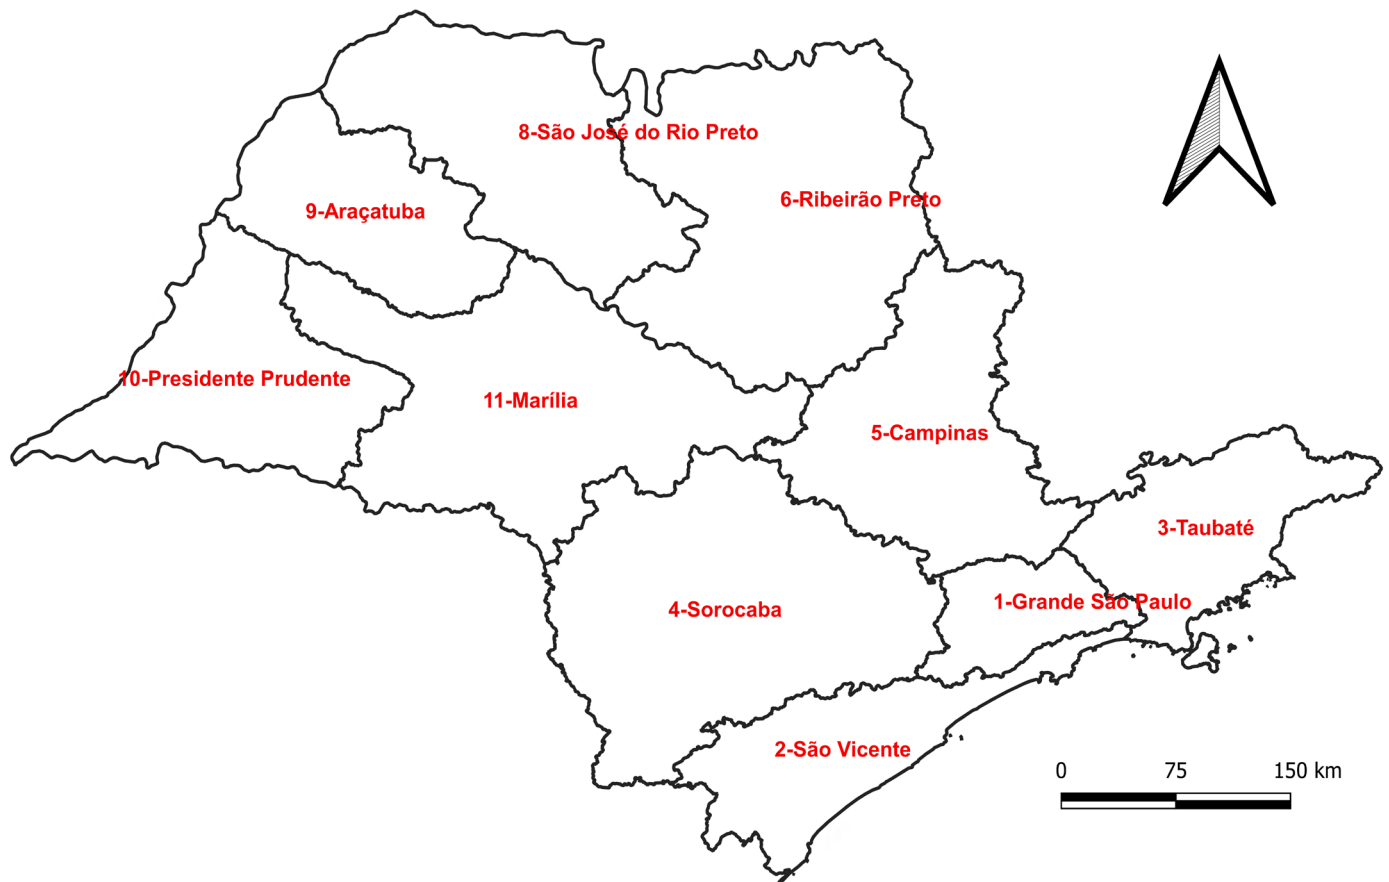 8-São José do Rio Preto
6-Ribeirão Preto
9-Araçatuba
10-Presidente Prudente
11-Marília
5-Campinas
3-Taubaté
1-Grande São Paulo
4-Sorocaba
2-São Vicente
0 75 150 km